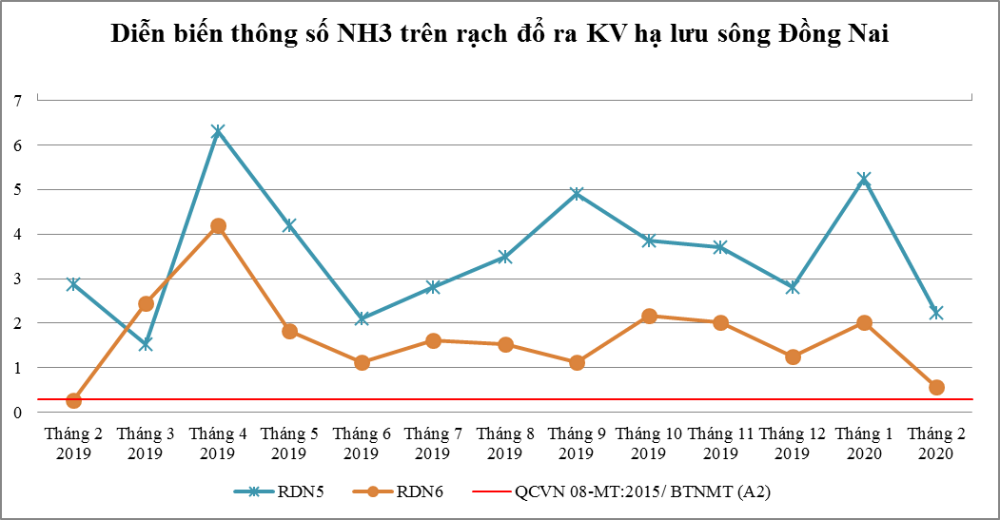 Diễn biến thông số NH3 trên rạch đổ ra KV hạ lưu sông Đồng Nai
7
6
5
4
3
2
1
0
Tháng 2 2019
Tháng 3 2019
Tháng 4 2019
Tháng 5 2019
Tháng 6 2019
Tháng 7 2019
Tháng 8 2019
Tháng 9 2019
Tháng 10 2019
Tháng 11 2019
Tháng 12 2019
Tháng 1 2020
Tháng 2 2020
RDN5
RDN6
QCVN 08-MT:2015/ BTNMT (A2)